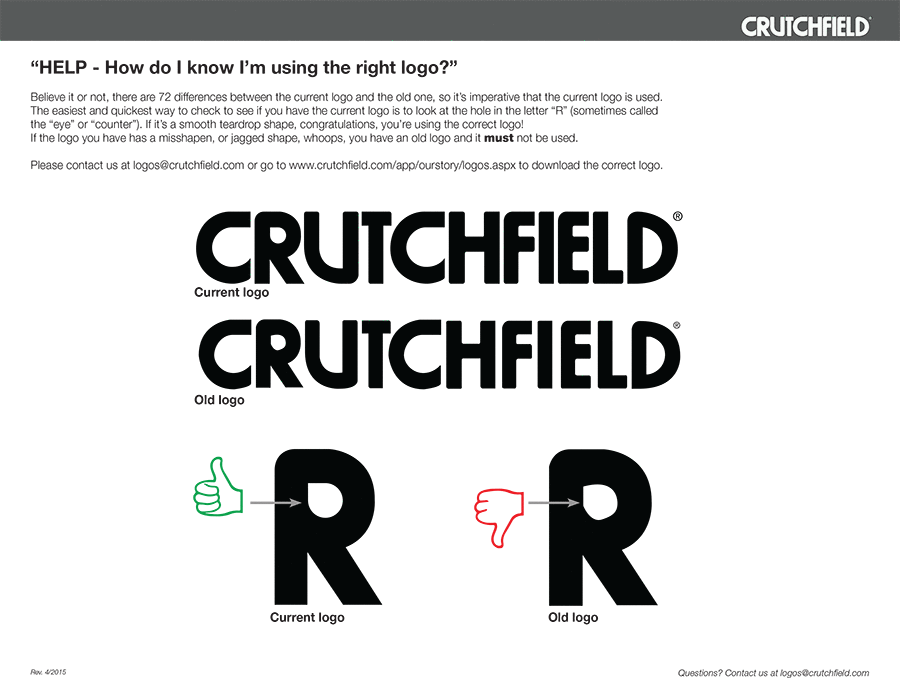 CRUTCHFIELD®
“HELP - How do I know I’m using the right logo?”
Believe it or not, there are 72 differences between the current logo and the old one, so it’s imperative that the current logo is used.
The easiest and quickest way to check to see if you have the current logo is to look at the hole in the letter “R” (sometimes called
the “eye” or “counter”). If it’s a smooth teardrop shape, congratulations, you’re using the correct logo!
If the logo you have has a misshapen, or jagged shape, whoops, you have an old logo and it must not be used.
Please contact us at logos@crutchfield.com or go to www.crutchfield.com/app/ourstory/logos.aspx to download the correct logo.
CRUTCHFIELD®
Current logo
CRUTCHFIELD®
Old logo
R R
Current logo Old logo
Rev. 4/2015 Questions? Contact us at logos@crutchfield.com